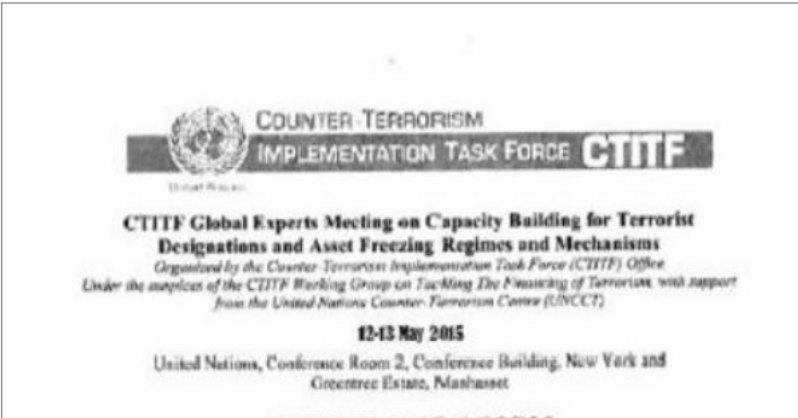 COUNTER-TERRORISM
IMPLEMENTATION TASK FORCE CTITF
United Nations
CTITF Global Experts Meeting on Capacity Building for Terrorist
Designations and Asset Freezing Regimes and Mechanisms
Organized by the Counter-Terrorism Implementation Task Force (CTITF) Office
Under the auspices of the CTITF Working Group on Tackling The Financing of Terrorism, with support
from the United Nations Counter-Terrorism Centre (UNCCT)
12-13 May 2015
United Nations, Conference Room 2, Conference Building, New York and
Greentree Estate, Manhasset